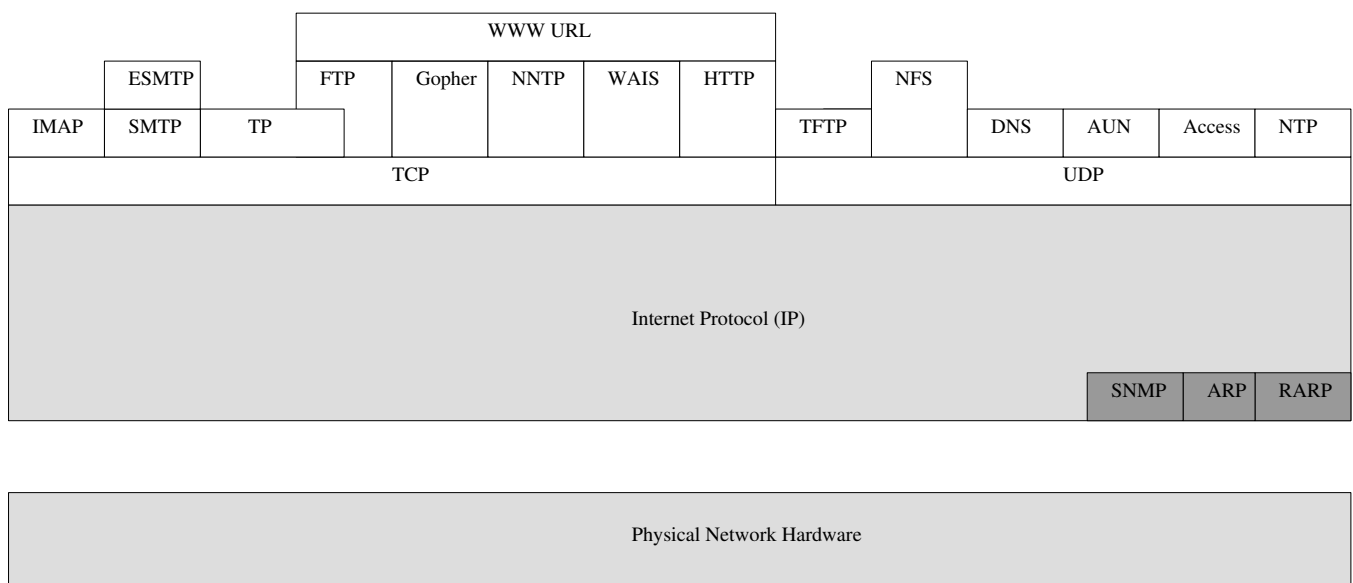 WWW URL
ESMTP FTP Gopher NNTP WAIS HTTP NFS
IMAP SMTP TP TFTP DNS AUN Access NTP
TCP UDP
Internet Protocol (IP)
SNMP ARP RARP
Physical Network Hardware